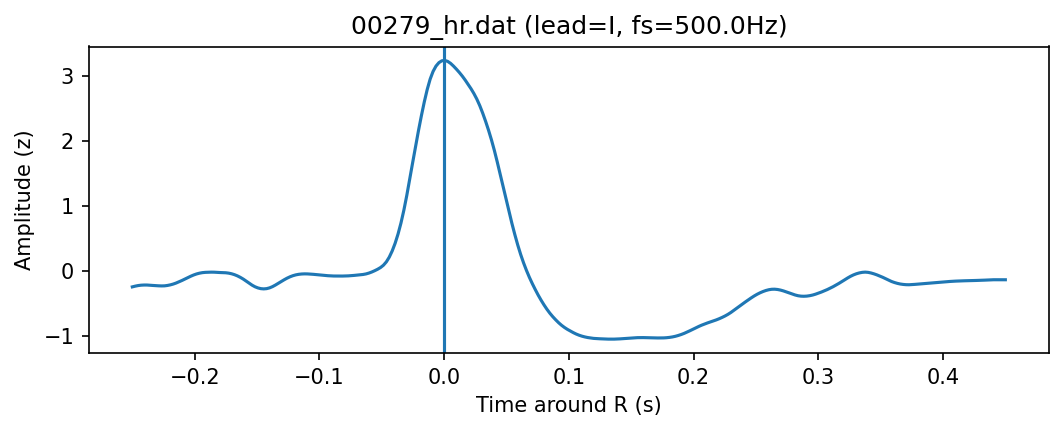 00279_hr.dat (lead=I, fs=500.0Hz)
Amplitude (z)
3
2
1
0
−1
−0.2 −0.1 0.0 0.1 0.2 0.3 0.4
Time around R (s)